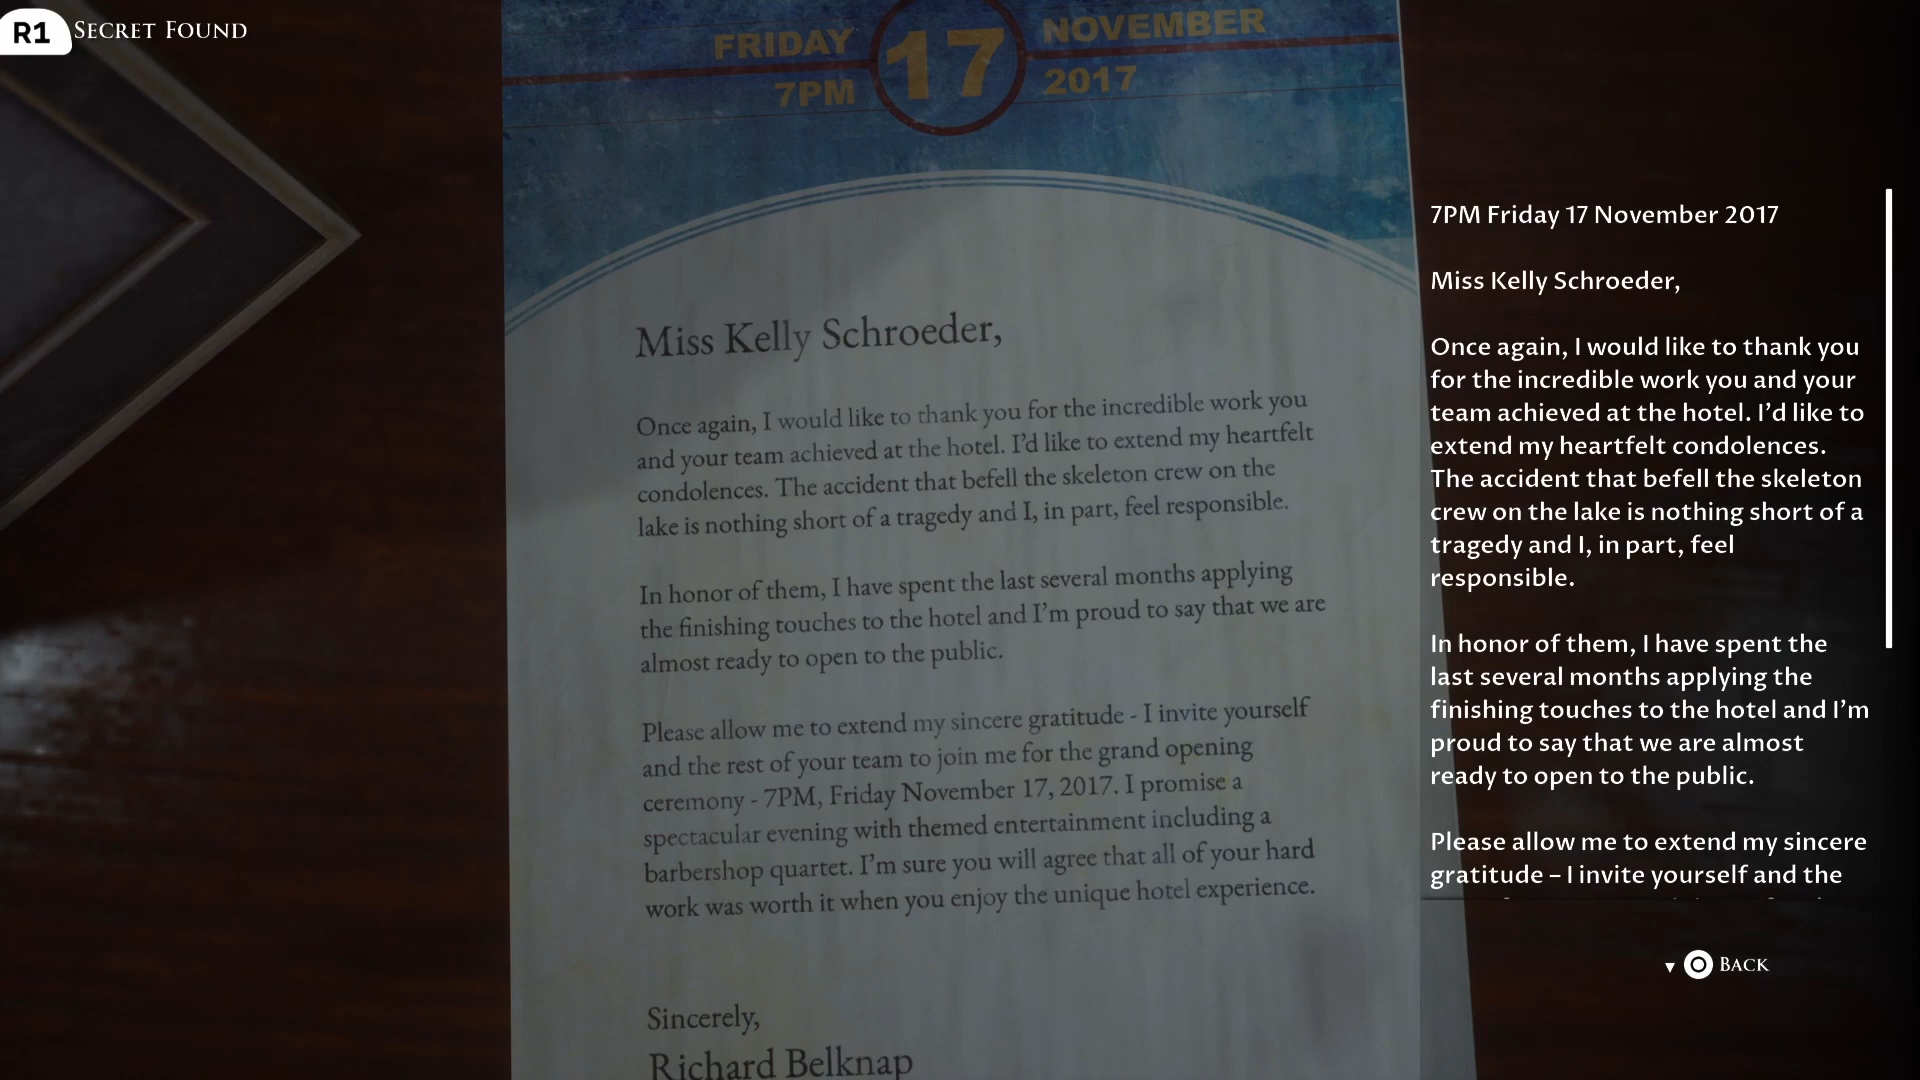 R1 SECRET FOUND
FRIDAY 17 NOVEMBER
7PM 2017
Miss Kelly Schroeder,
Once again, I would like to thank you for the incredible work you
and your team achieved at the hotel. I'd like to extend my heartfelt
condolences. The accident that befell the skeleton crew on the
lake is nothing short of a tragedy and I, in part, feel responsible.
In honor of them, I have spent the last several months applying
the finishing touches to the hotel and I'm proud to say that we are
almost ready to open to the public.
Please allow me to extend my sincere gratitude - I invite yourself
and the rest of your team to join me for the grand opening
ceremony - 7PM, Friday November 17, 2017. I promise a
spectacular evening with themed entertainment including a
barbershop quartet. I'm sure you will agree that all of your hard
work was worth it when you enjoy the unique hotel experience.
Sincerely,
Richard Belknap
7PM Friday 17 November 2017
Miss Kelly Schroeder,
Once again, I would like to thank you
for the incredible work you and your
team achieved at the hotel. I'd like to
extend my heartfelt condolences.
The accident that befell the skeleton
crew on the lake is nothing short of a
tragedy and I, in part, feel
responsible.
In honor of them, I have spent the
last several months applying the
finishing touches to the hotel and I'm
proud to say that we are almost
ready to open to the public.
Please allow me to extend my sincere
gratitude – I invite yourself and the
BACK